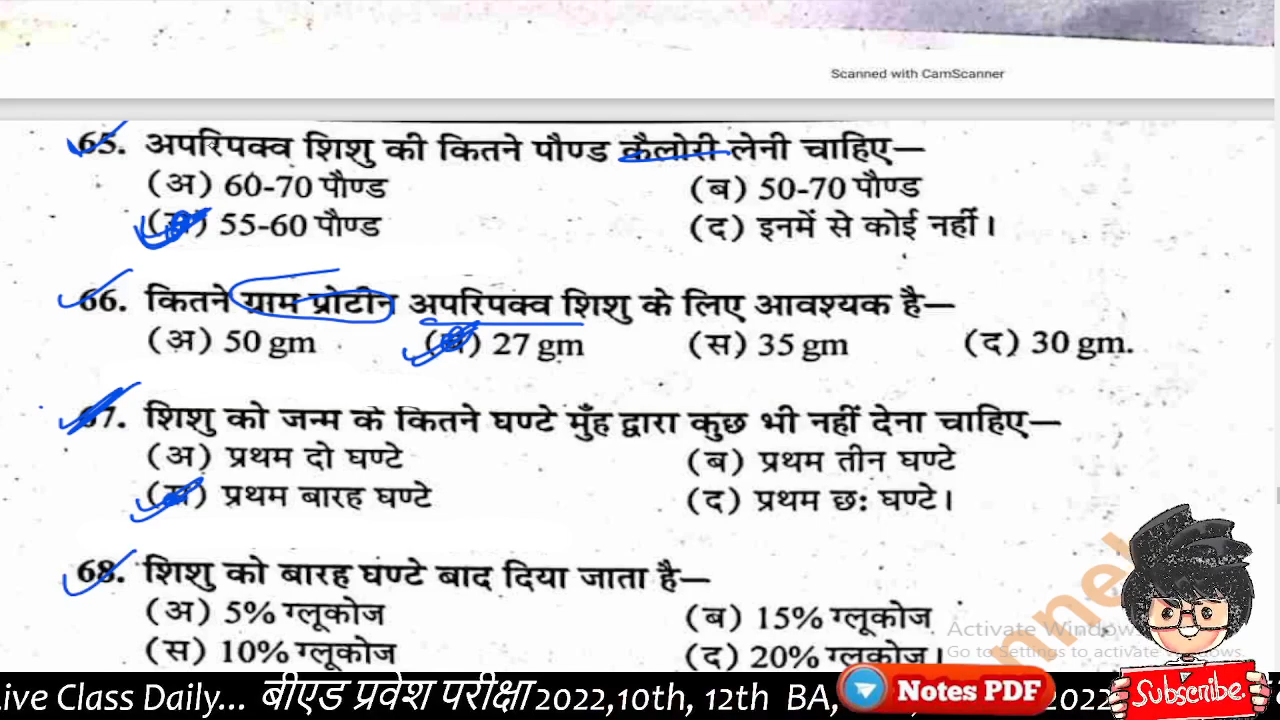 Scanned with CamScanner
65. अपरिपक्व शिशु की कितने पौण्ड कैलोरी लेनी चाहिए—
(अ) 60-70 पौण्ड (ब) 50-70 पौण्ड
(स) 55-60 पौण्ड (द) इनमें से कोई नहीं।
66. कितने ग्राम प्रोटीन अपरिपक्व शिशु के लिए आवश्यक है—
(अ) 50 gm (ब) 27 gm (स) 35 gm (द) 30 gm.
67. शिशु को जन्म के कितने घण्टे मुँह द्वारा कुछ भी नहीं देना चाहिए—
(अ) प्रथम दो घण्टे (ब) प्रथम तीन घण्टे
(स) प्रथम बारह घण्टे (द) प्रथम छः घण्टे।
68. शिशु को बारह घण्टे बाद दिया जाता है—
(अ) 5% ग्लूकोज (ब) 15% ग्लूकोज
(स) 10% ग्लूकोज (द) 20% ग्लूकोज।
Activate Windows
Go to Settings to activate Windows.
ive Class Daily... बीएड प्रवेश परीक्षा 2022,10th, 12th BA,
Notes PDF
Subscribe